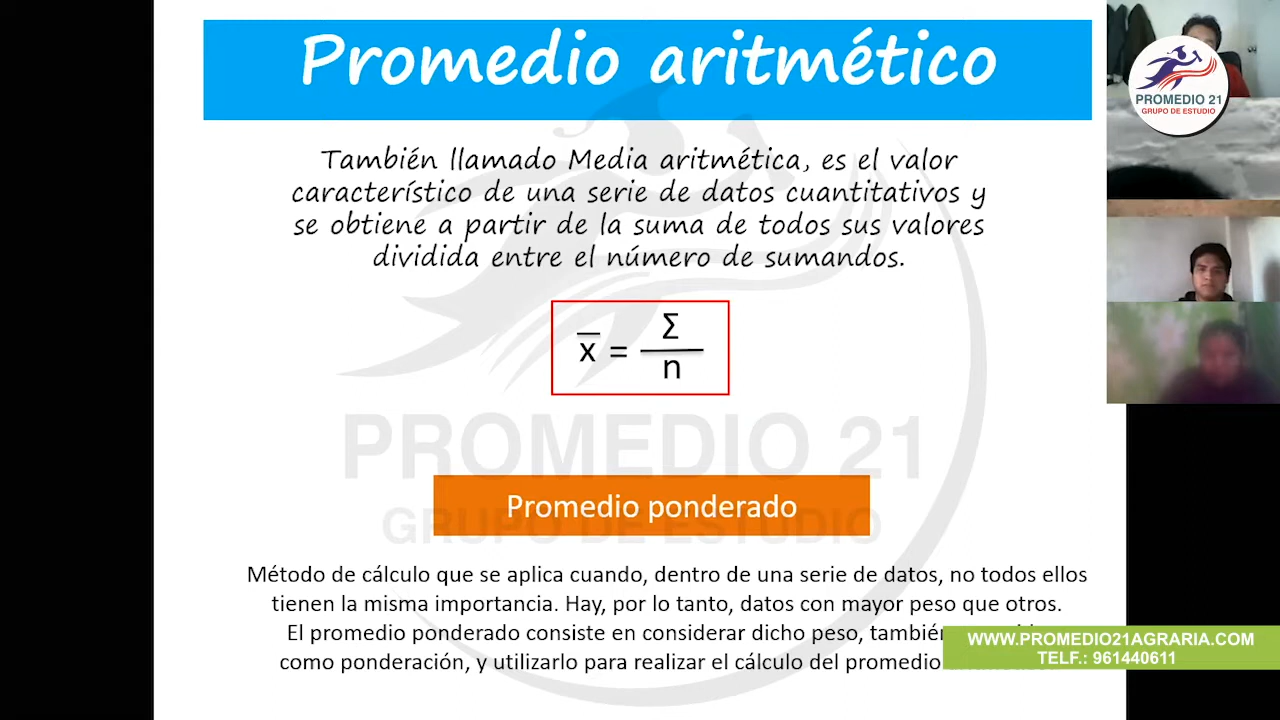 Promedio aritmético
También llamado Media aritmética, es el valor
característico de una serie de datos cuantitativos y
se obtiene a partir de la suma de todos sus valores
dividida entre el número de sumandos.
x̅ = Σ / n
PROMEDIO 21
GRUPO DE ESTUDIO
Promedio ponderado
Método de cálculo que se aplica cuando, dentro de una serie de datos, no todos ellos
tienen la misma importancia. Hay, por lo tanto, datos con mayor peso que otros.
El promedio ponderado consiste en considerar dicho peso, también
como ponderación, y utilizarlo para realizar el cálculo del promedio
PROMEDIO 21
GRUPO DE ESTUDIO
WWW.PROMEDIO21AGRARIA.COM
TELF.: 961440611